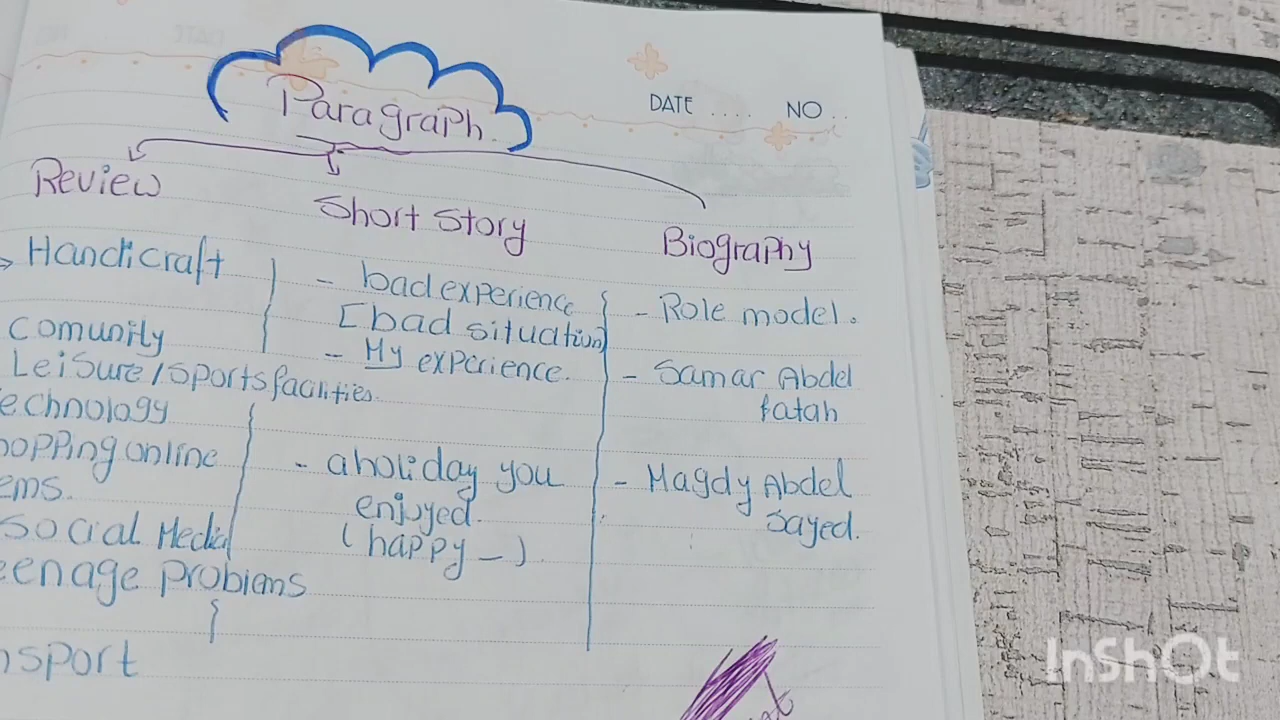 Paragraph.
DATE .... NO ..
Review
Short Story
Biography
Handicraft
comunity
Leisure/sports facilities.
echnology
hopping online
ems.
social Media
eenage problems
nsport
- bad experience
[bad situation]
- My experience.
- a holiday you
enjoyed.
(happy -)
- Role model.
- Samar Abdel
fatah
- Magdy Abdel
Sayed.
InShOt